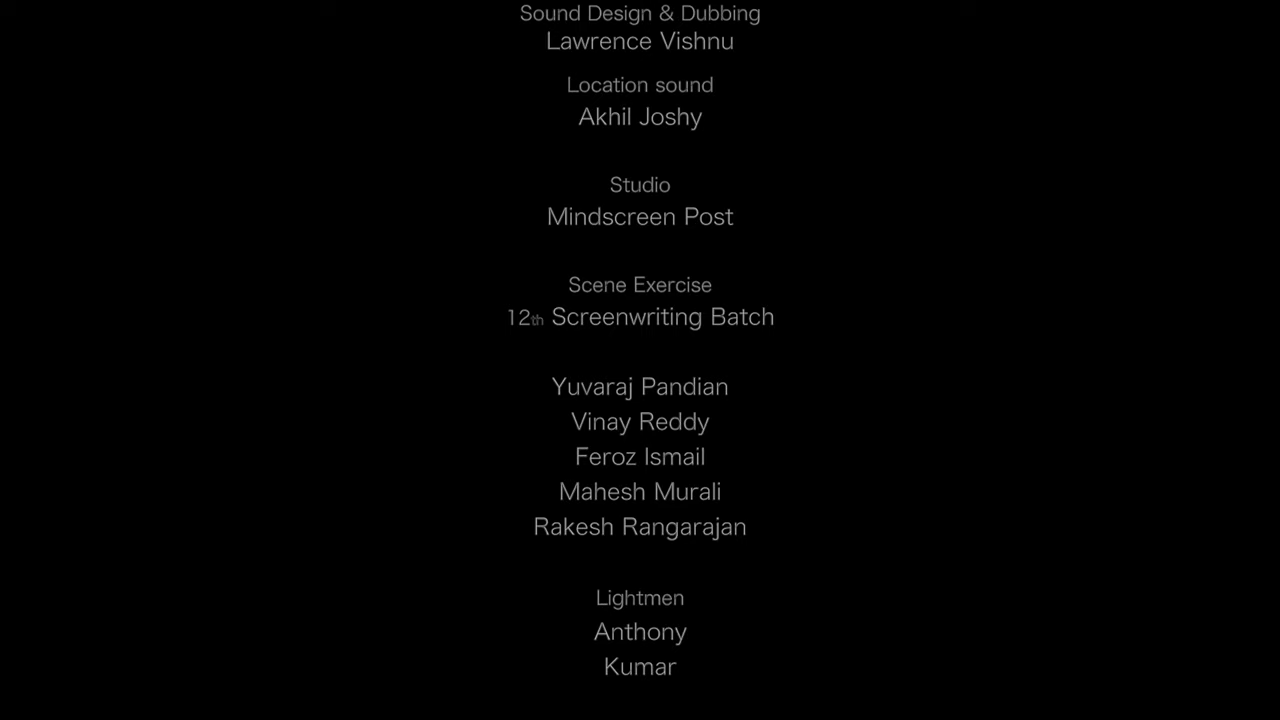 Sound Design & Dubbing
Lawrence Vishnu
Location sound
Akhil Joshy
Studio
Mindscreen Post
Scene Exercise
12th Screenwriting Batch
Yuvaraj Pandian
Vinay Reddy
Feroz Ismail
Mahesh Murali
Rakesh Rangarajan
Lightmen
Anthony
Kumar